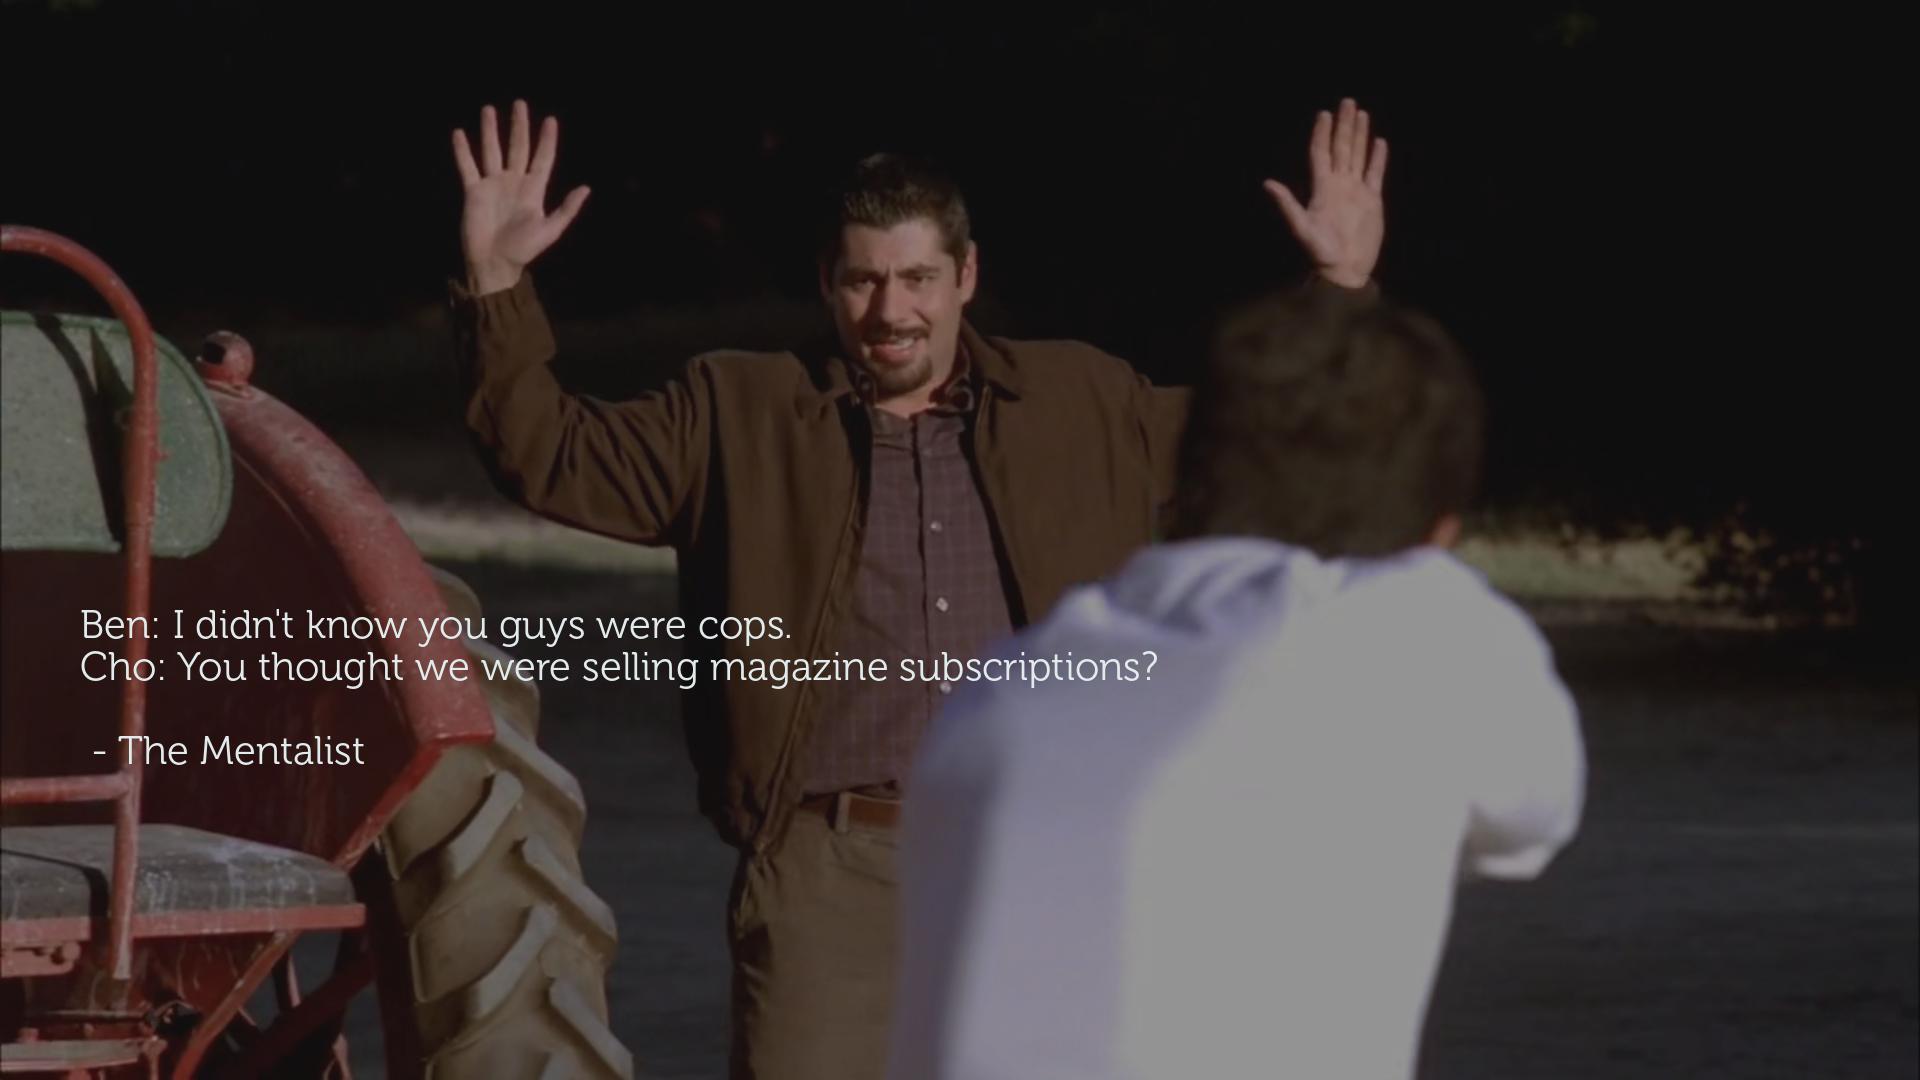 Ben: I didn't know you guys were cops.
Cho: You thought we were selling magazine subscriptions?
- The Mentalist